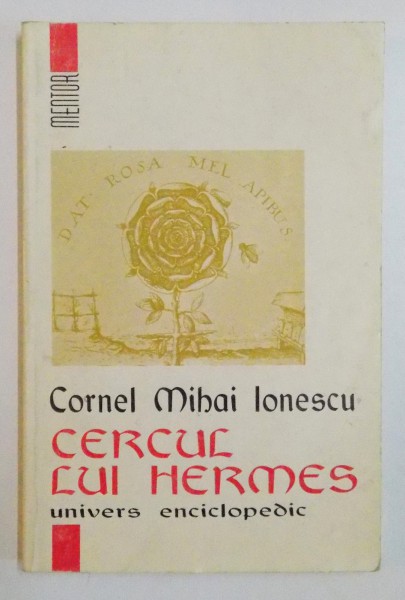 MENTOR
DAT · ROSA MEL APIBUS
Cornel Mihai Ionescu
CERCUL
LUI HERMES
univers enciclopedic